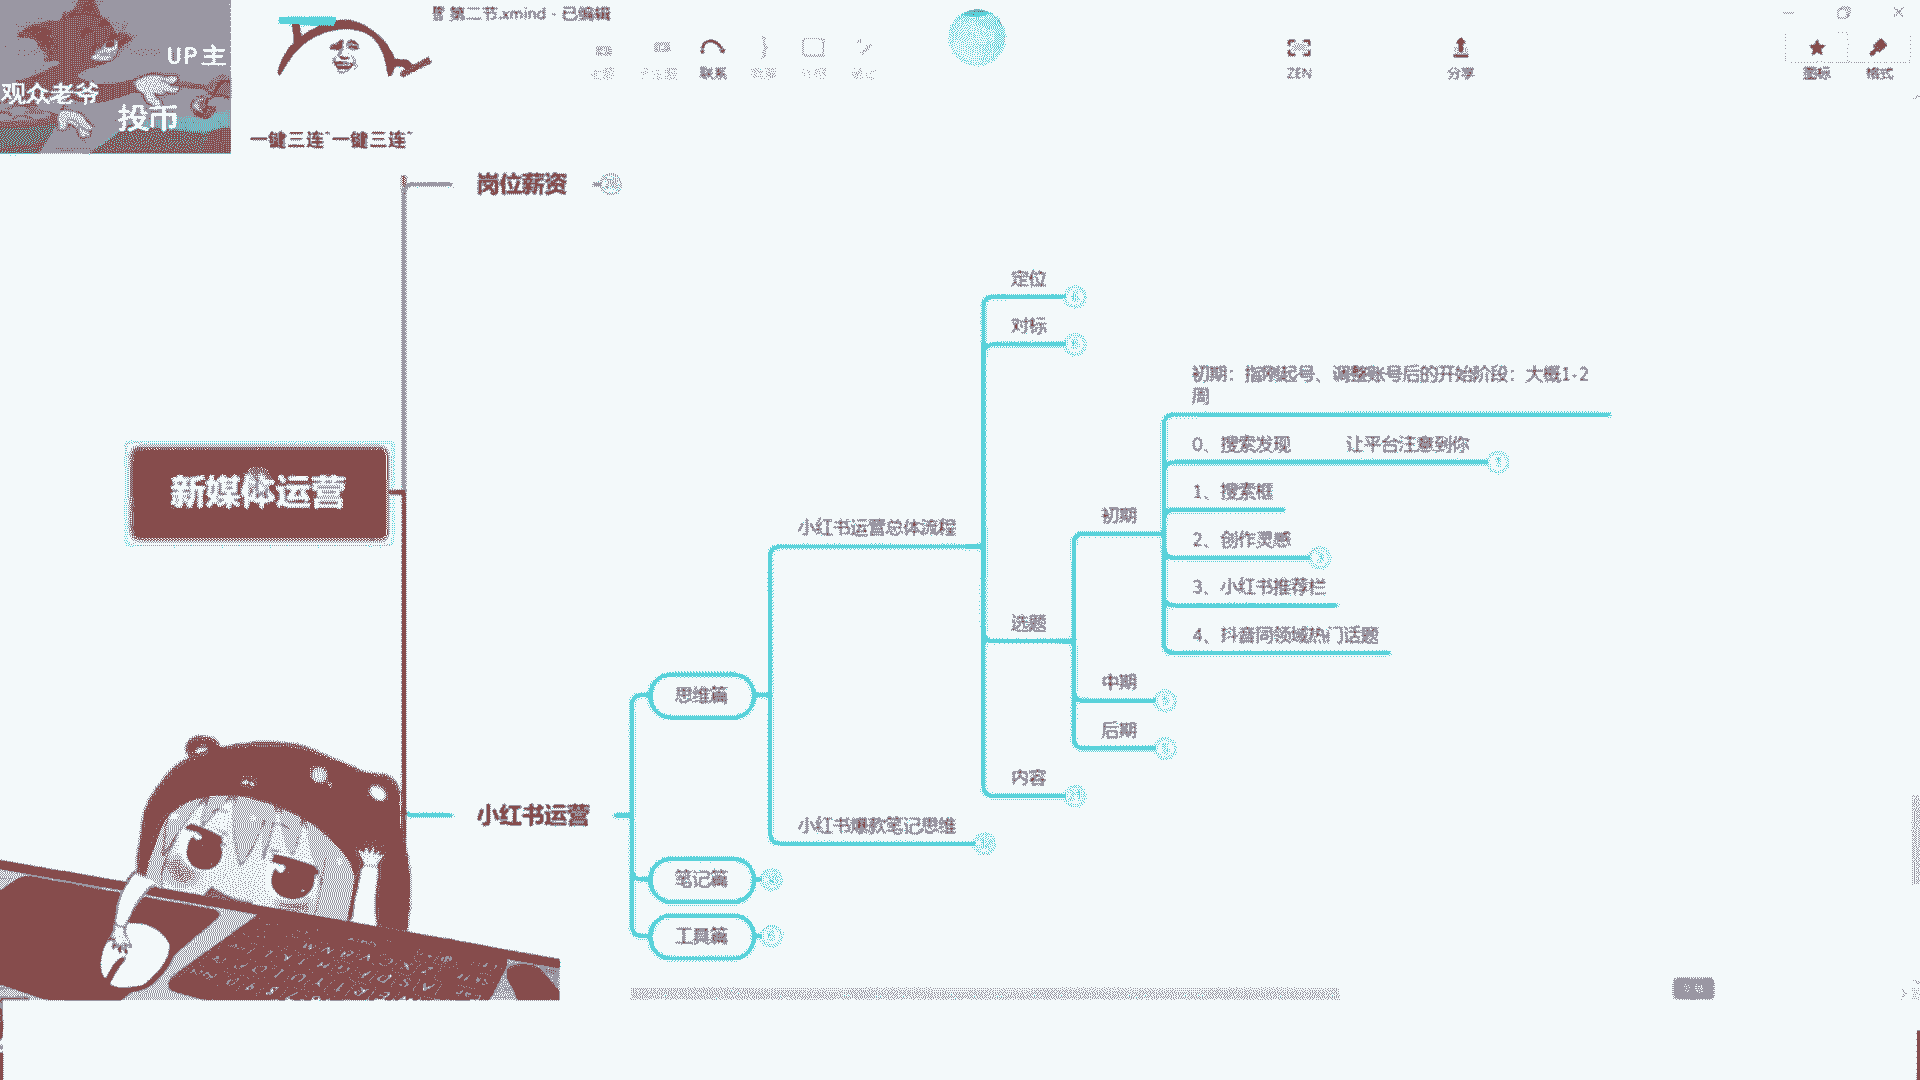 第二节.xmind - 已编辑
UP主
观众老爷
投币
一键三连~一键三连~
联系
ZEN
分享
图标
格式
岗位薪资
定位
对标
初期：指刚起号、调整账号后的开始阶段：大概1-2
周
0、搜索发现 让平台注意到你
1、搜索框
新媒体运营
初期
小红书运营总体流程
2、创作灵感
3、小红书推荐栏
选题
4、抖音同领域热门话题
中期
思维篇
后期
内容
小红书运营
小红书爆款笔记思维
笔记篇
工具篇